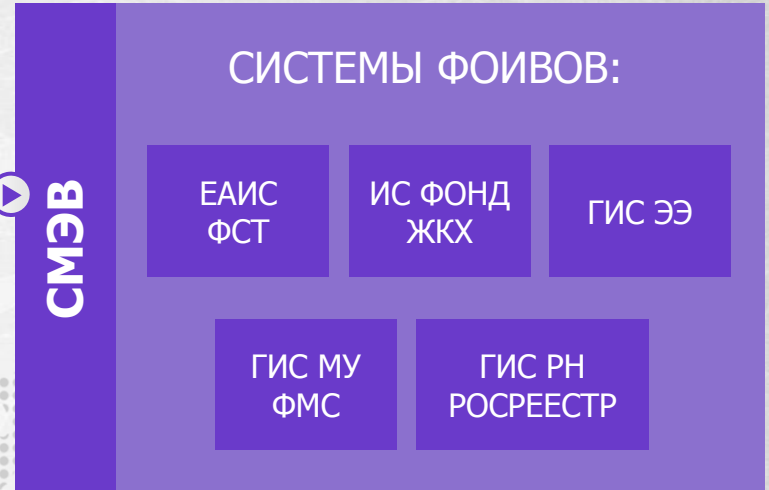 СМЭВ
СИСТЕМЫ ФОИВОВ:
ЕАИС
ФСТ
ИС ФОНД
ЖКХ
ГИС ЭЭ
ГИС МУ
ФМС
ГИС РН
РОСРЕЕСТР